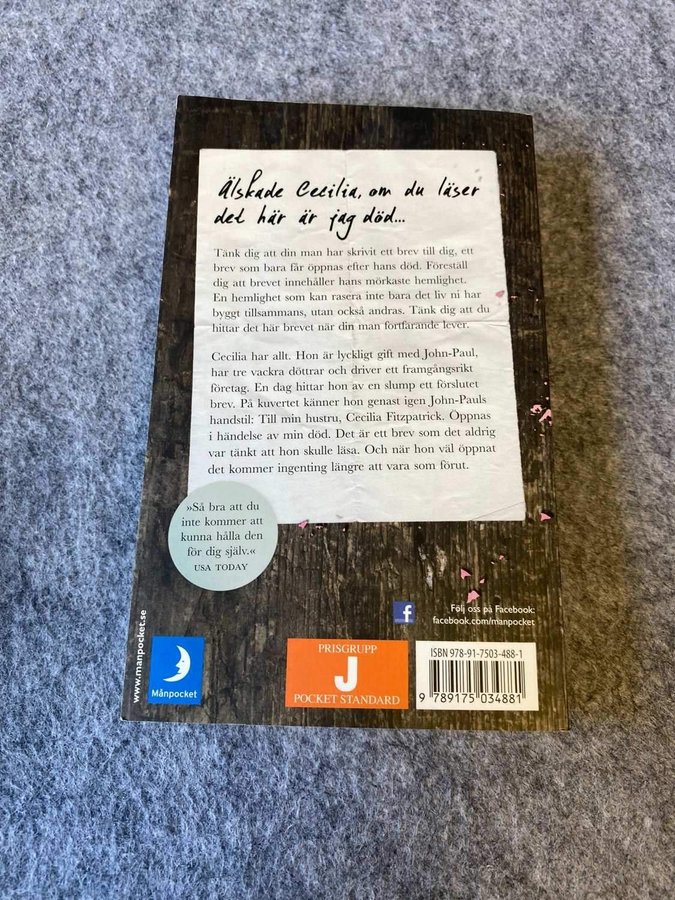 Älskade Cecilia, om du läser
det här är jag död...
Tänk dig att din man har skrivit ett brev till dig, ett
brev som bara får öppnas efter hans död. Föreställ
dig att brevet innehåller hans mörkaste hemlighet.
En hemlighet som kan rasera inte bara det liv ni har
byggt tillsammans, utan också andras. Tänk dig att du
hittar det här brevet när din man fortfarande lever.
Cecilia har allt. Hon är lyckligt gift med John-Paul,
har tre vackra döttrar och driver ett framgångsrikt
företag. En dag hittar hon av en slump ett förslutet
brev. På kuvertet känner hon genast igen John-Pauls
handstil: Till min hustru, Cecilia Fitzpatrick. Öppnas
i händelse av min död. Det är ett brev som det aldrig
var tänkt att hon skulle läsa. Och när hon väl öppnat
det kommer ingenting längre att vara som förut.
»Så bra att du
inte kommer att
kunna hålla den
för dig själv.«
USA TODAY
f
Följ oss på Facebook:
facebook.com/manpocket
www.manpocket.se
Månpocket
PRISGRUPP
J
POCKET STANDARD
ISBN 978-91-7503-488-1
9 789175 034881